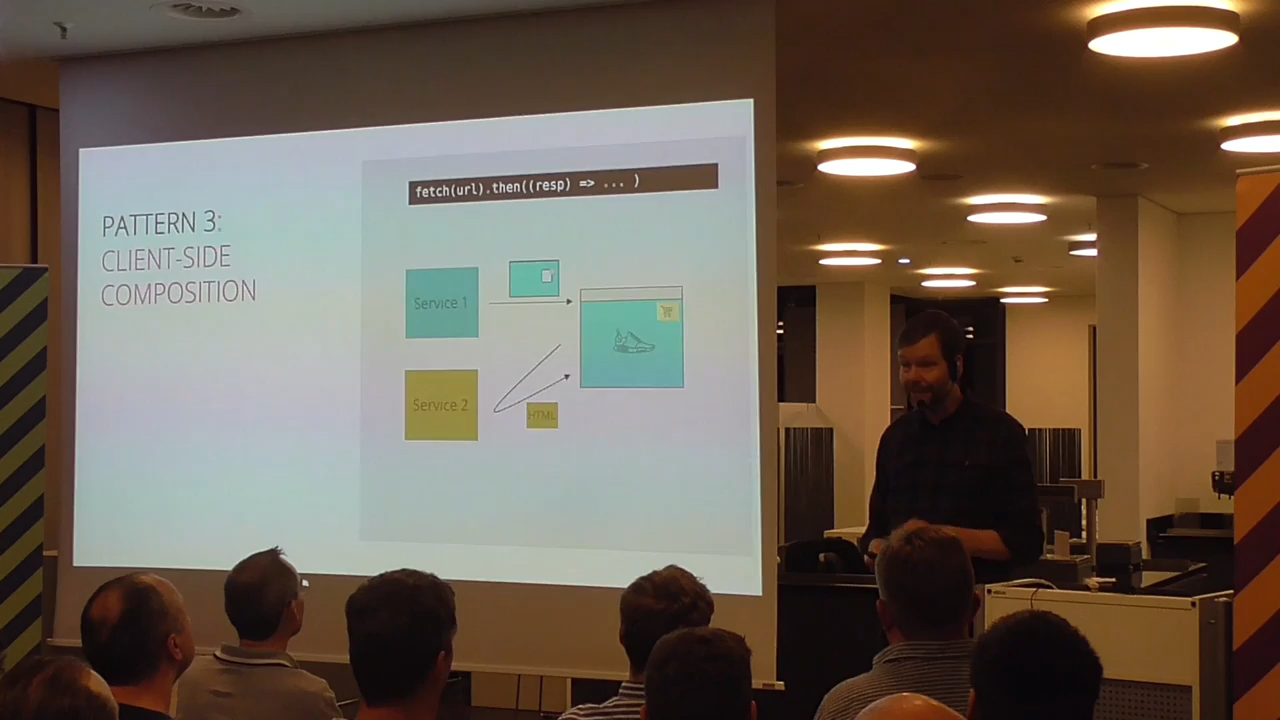 fetch(url).then((resp) => ... )
PATTERN 3:
CLIENT-SIDE
COMPOSITION
Service 1
Service 2
HTML